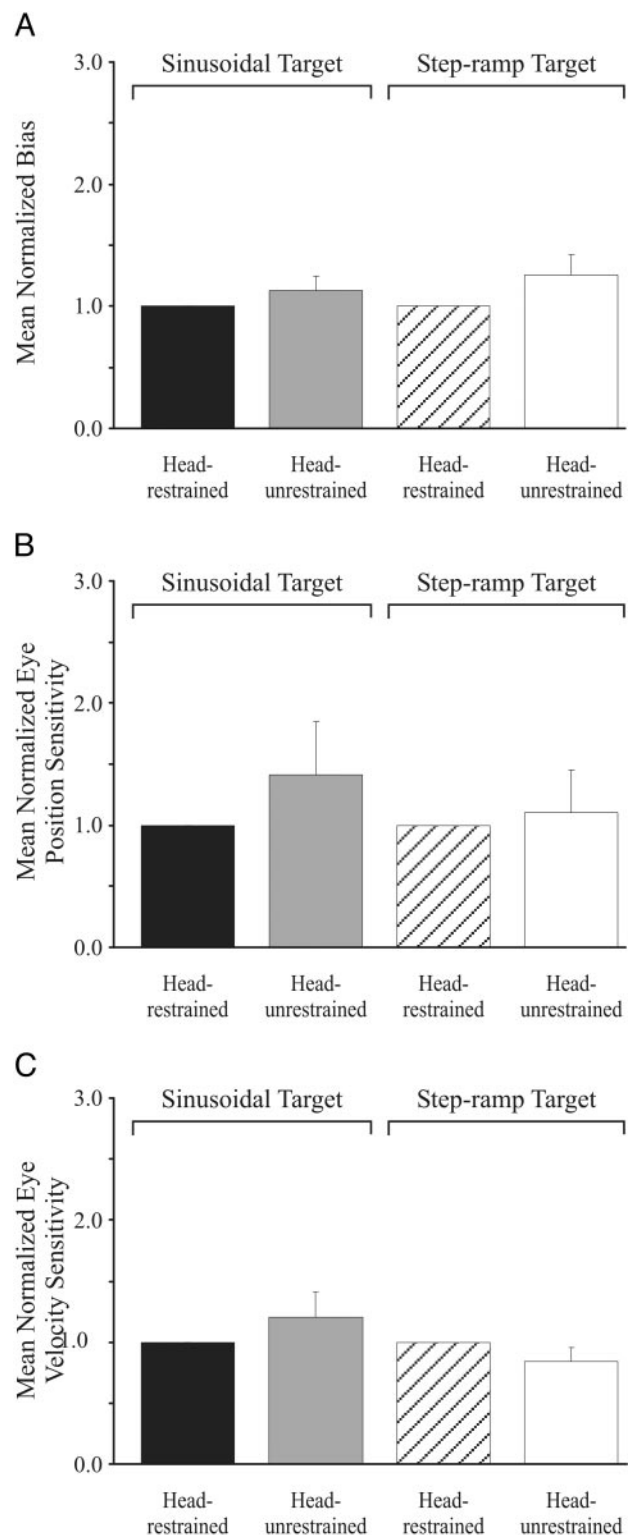 A
Mean Normalized Bias
3.0
2.0
1.0
0.0
Sinusoidal Target
Step-ramp Target
Head-
restrained
Head-
unrestrained
Head-
restrained
Head-
unrestrained
B
Mean Normalized Eye
Position Sensitivity
3.0
2.0
1.0
0.0
Sinusoidal Target
Step-ramp Target
Head-
restrained
Head-
unrestrained
Head-
restrained
Head-
unrestrained
C
Mean Normalized Eye
Velocity Sensitivity
3.0
2.0
1.0
0.0
Sinusoidal Target
Step-ramp Target
Head-
restrained
Head-
unrestrained
Head-
restrained
Head-
unrestrained